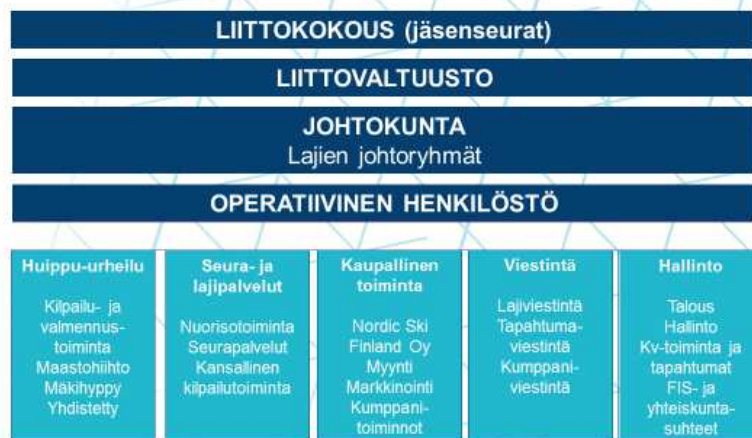 LIITTOKOKOUS (jäsenseurat)
LIITTOVALTUUSTO
JOHTOKUNTA
Lajien johtoryhmät
OPERATIIVINEN HENKILÖSTÖ
Huippu-urheilu
Kilpailu- ja
valmennus-
toiminta
Maastohiihto
Mäkihyppy
Yhdistetty
Seura- ja
lajipalvelut
Nuorisotoiminta
Seurapalvelut
Kansallinen
kilpailutoiminta
Kaupallinen
toiminta
Nordic Ski
Finland Oy
Myynti
Markkinointi
Kumppani-
toiminnot
Viestintä
Lajiviestintä
Tapahtuma-
viestintä
Kumppani-
viestintä
Hallinto
Talous
Hallinto
Kv-toiminta ja
tapahtumat
FIS- ja
yhteiskunta-
suhteet